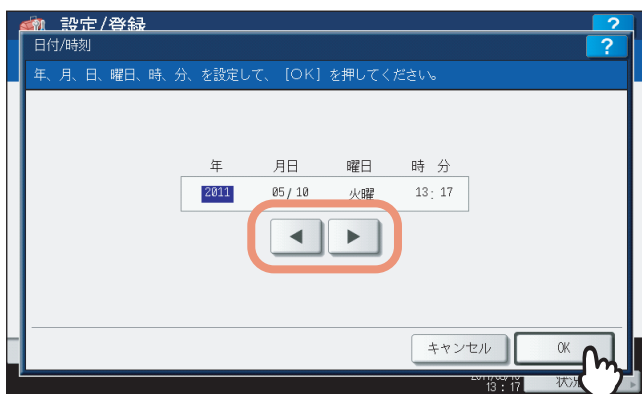 設定/登録
?
日付/時刻
?
年、月、日、曜日、時、分、を設定して、［OK］を押してください。
年 月日 曜日 時 分
2011 05/ 10 火曜 13: 17
キャンセル OK
13 : 17